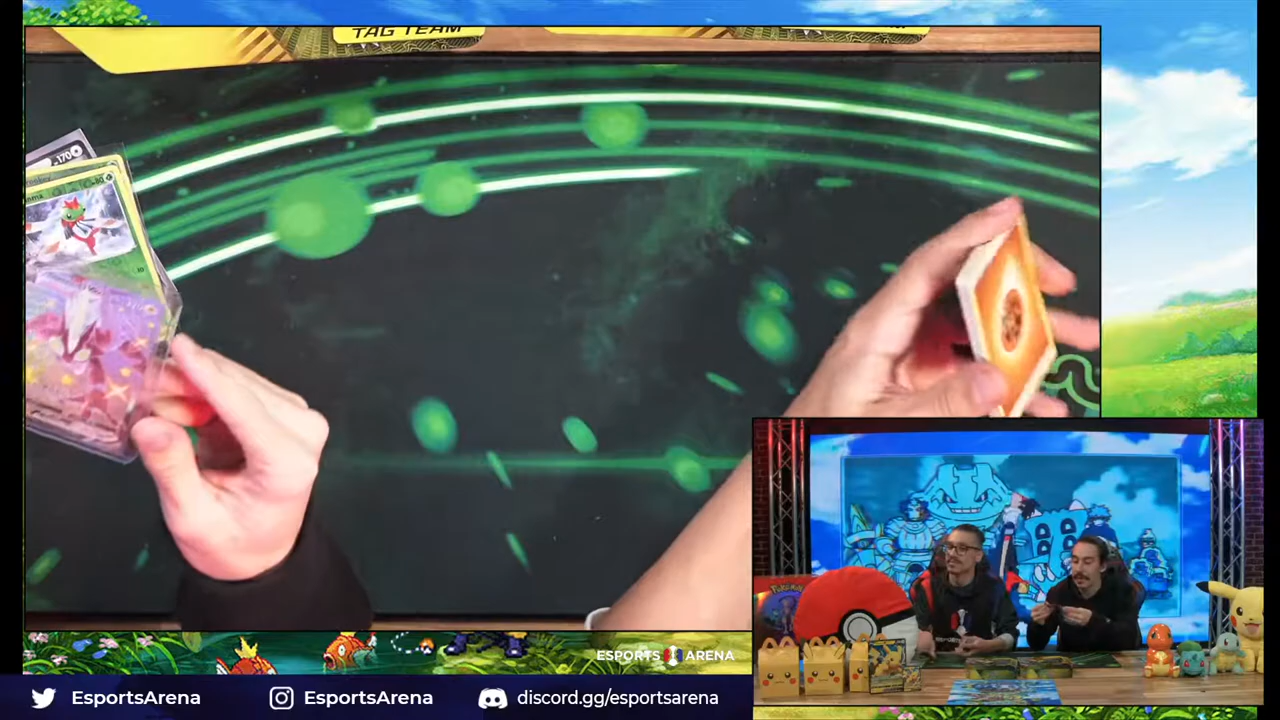 TAG TEAM
-170
ESPORTS ARENA
EsportsArena
EsportsArena
discord.gg/esportsarena